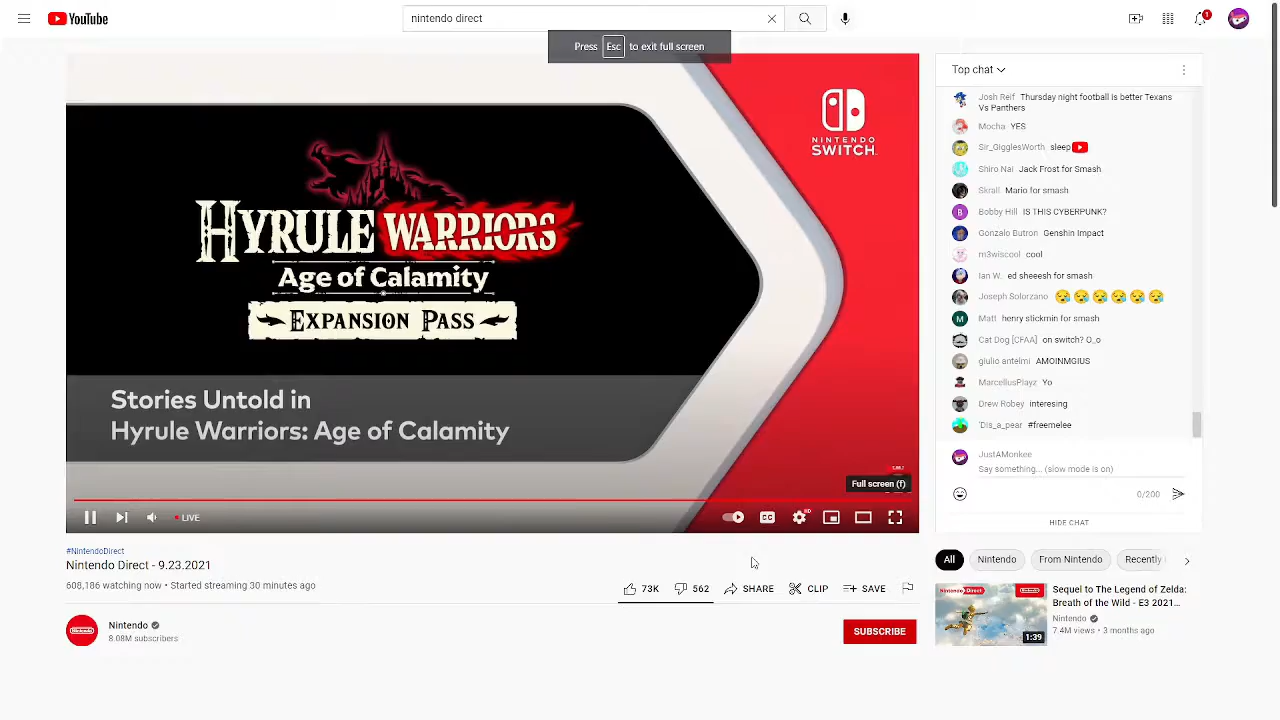 YouTube
nintendo direct
1
Press Esc to exit full screen
NINTENDO
SWITCH
HYRULE WARRIORS
Age of Calamity
EXPANSION PASS
Stories Untold in
Hyrule Warriors: Age of Calamity
Full screen (f)
LIVE
CC
HD
#NintendoDirect
Nintendo Direct - 9.23.2021
608,186 watching now • Started streaming 30 minutes ago
73K
562
SHARE
CLIP
SAVE
Nintendo
Nintendo
8.08M subscribers
SUBSCRIBE
Top chat
Josh Reif Thursday night football is better Texans
Vs Panthers
Mocha YES
Sir_GigglesWorth sleep
Shiro Nai Jack Frost for Smash
Skrall. Mario for smash
B
Bobby Hill IS THIS CYBERPUNK?
Gonzalo Butron Genshin Impact
m3wiscool cool
Ian W. ed sheeesh for smash
Joseph Solorzano 😪😪😪😪😪😪
M
Matt henry stickmin for smash
Cat Dog [CFAA] on switch? O_o
giulio antelmi AMOINMGIUS
MarcellusPlayz Yo
Drew Robey interesing
'Dis_a_pear #freemelee
JustAMonkee
Say something... (slow mode is on)
0/200
HIDE CHAT
All
Nintendo
From Nintendo
Recently
Nintendo Direct
1:39
Sequel to The Legend of Zelda:
Breath of the Wild - E3 2021...
Nintendo
7.4M views • 3 months ago